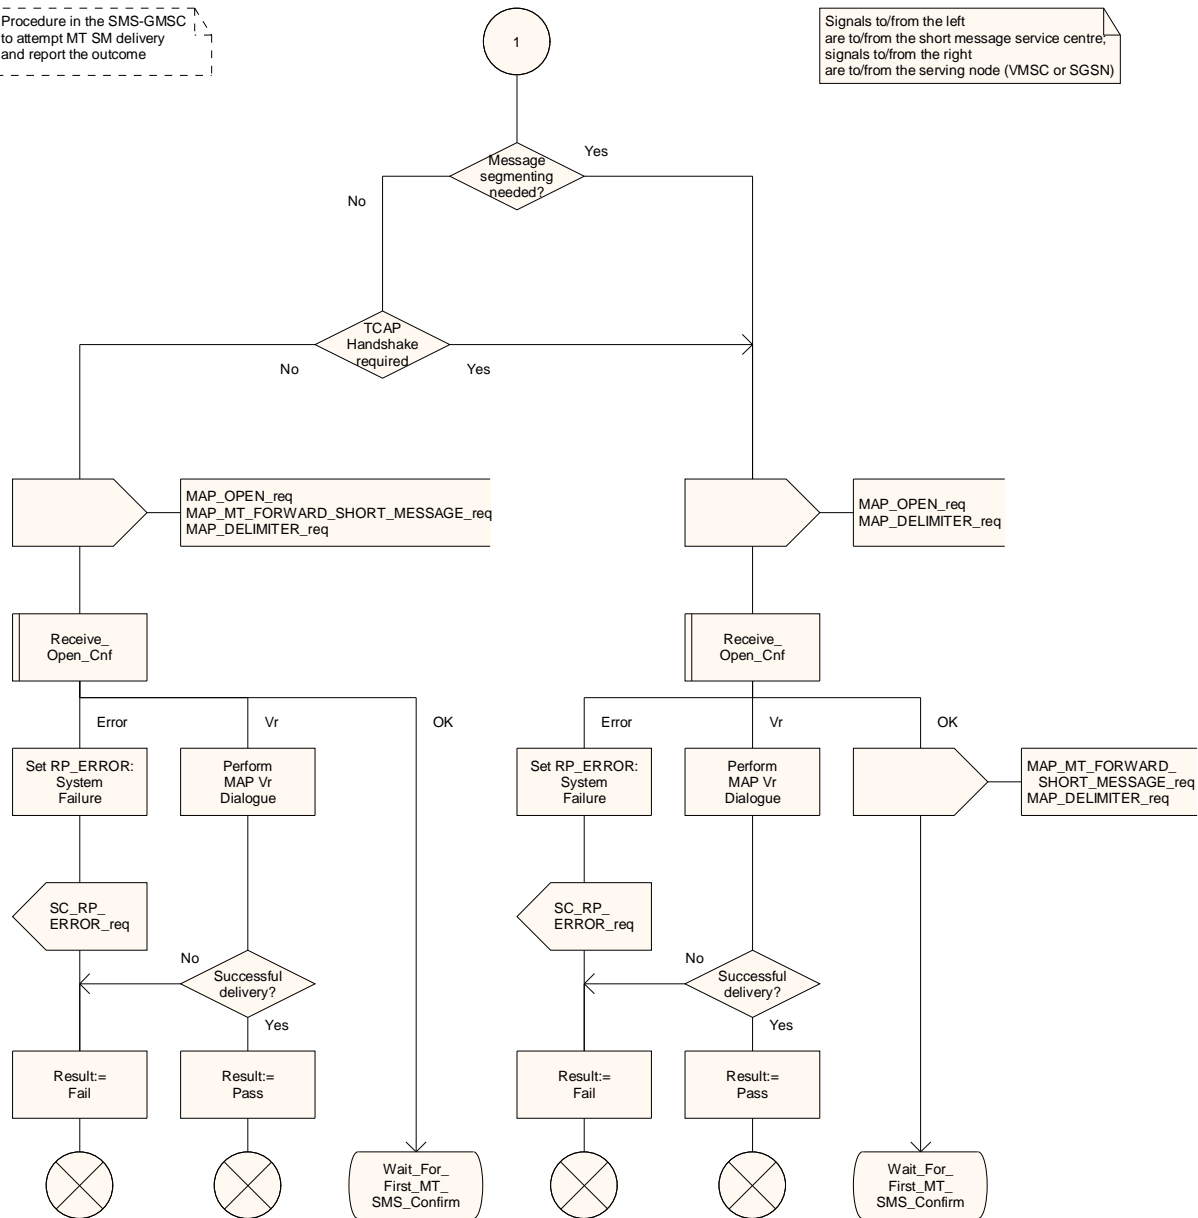 Procedure in the SMS-GMSC
to attempt MT SM delivery
and report the outcome
1
Signals to/from the left
are to/from the short message service centre;
signals to/from the right
are to/from the serving node (VMSC or SGSN)
Message
segmenting
needed?
Yes
No
TCAP
Handshake
required
No
Yes
MAP_OPEN_req
MAP_MT_FORWARD_SHORT_MESSAGE_req
MAP_DELIMITER_req
MAP_OPEN_req
MAP_DELIMITER_req
Receive_
Open_Cnf
Receive_
Open_Cnf
Error
Vr
OK
Error
Vr
OK
Set RP_ERROR:
System
Failure
Perform
MAP Vr
Dialogue
Set RP_ERROR:
System
Failure
Perform
MAP Vr
Dialogue
MAP_MT_FORWARD_
SHORT_MESSAGE_req
MAP_DELIMITER_req
SC_RP_
ERROR_req
SC_RP_
ERROR_req
No
Successful
delivery?
Yes
No
Successful
delivery?
Yes
Result:=
Fail
Result:=
Pass
Result:=
Fail
Result:=
Pass
Wait_For_
First_MT_
SMS_Confirm
Wait_For_
First_MT_
SMS_Confirm